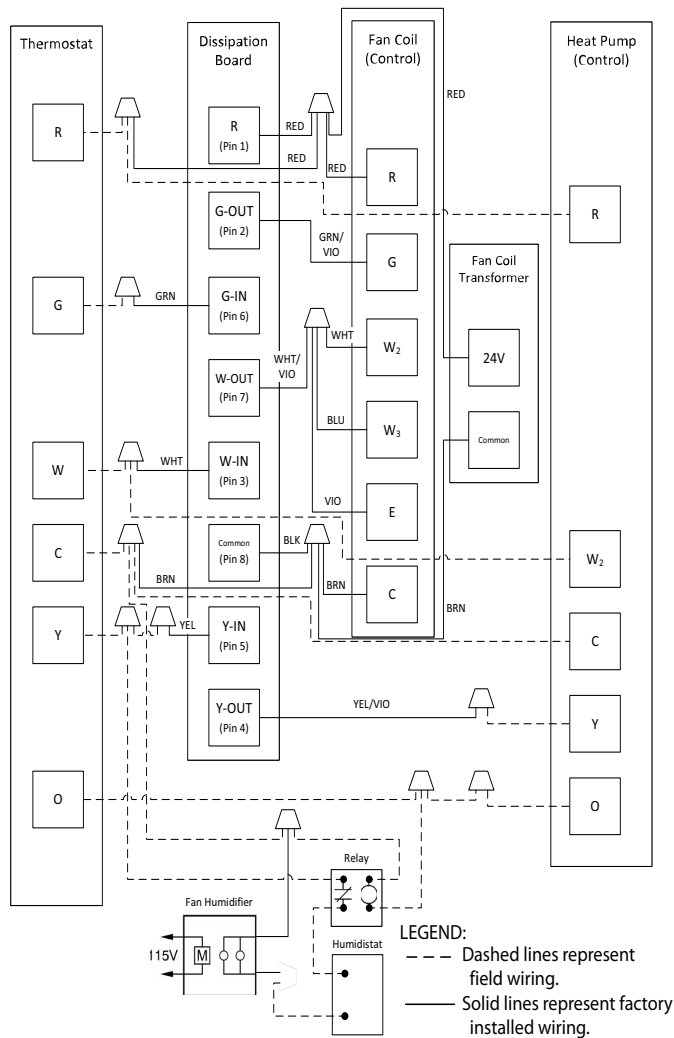 Thermostat
R
G
W
C
Y
O
Dissipation
Board
R
(Pin 1)
G-OUT
(Pin 2)
G-IN
(Pin 6)
W-OUT
(Pin 7)
W-IN
(Pin 3)
Common
(Pin 8)
Y-IN
(Pin 5)
Y-OUT
(Pin 4)
RED
RED
RED
GRN/
VIO
GRN
WHT/
VIO
WHT
WHT
BLU
VIO
BLK
BRN
BRN
YEL
YEL/VIO
Fan Coil
(Control)
R
G
W2
W3
E
C
RED
BRN
Fan Coil
Transformer
24V
Common
Heat Pump
(Control)
R
W2
C
Y
O
Relay
Fan Humidifier
115V
M
Humidistat
LEGEND:
Dashed lines represent
field wiring.
Solid lines represent factory
installed wiring.